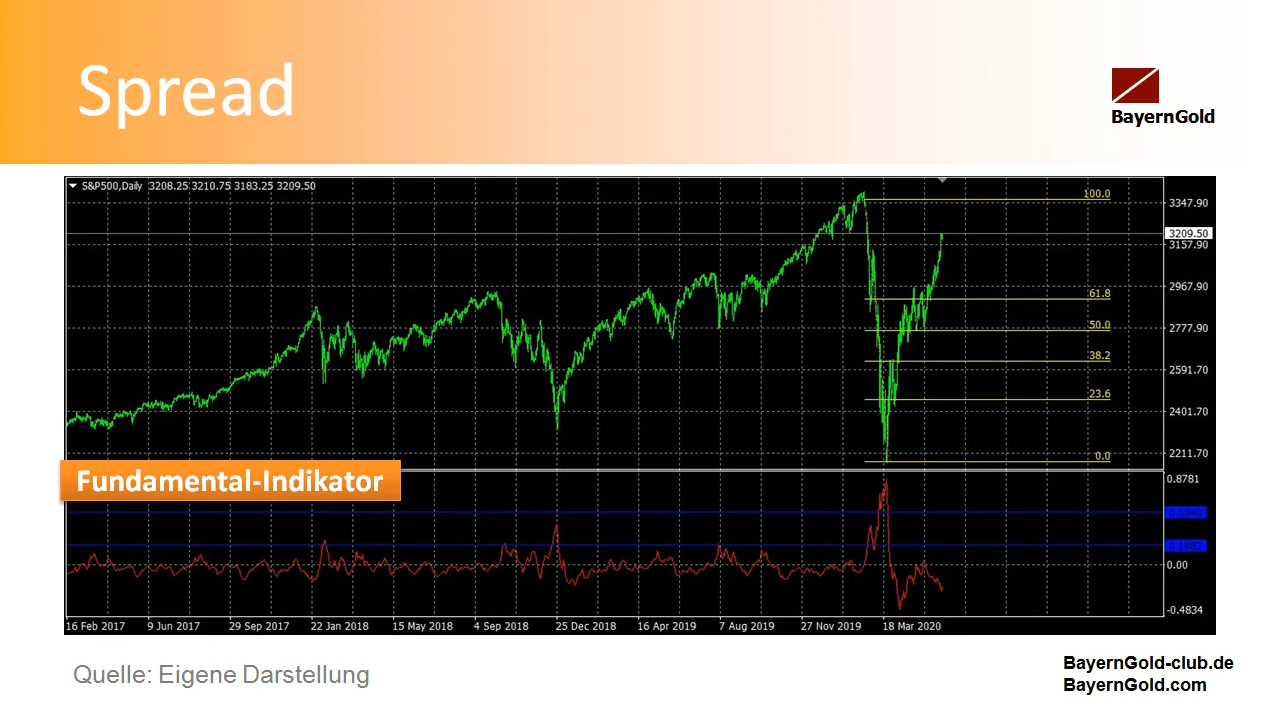 Spread
BayernGold
S&P500,Daily 3208.25 3210.75 3183.25 3209.50
100.0
3347.90
3209.50
3157.90
61.8
2967.90
50.0
2777.90
38.2
2591.70
23.6
2401.70
0.0
2211.70
Fundamental-Indikator
0.8781
0.00
-0.4834
16 Feb 2017 9 Jun 2017 29 Sep 2017 22 Jan 2018 15 May 2018 4 Sep 2018 25 Dec 2018 16 Apr 2019 7 Aug 2019 27 Nov 2019 18 Mar 2020
Quelle: Eigene Darstellung
BayernGold-club.de
BayernGold.com